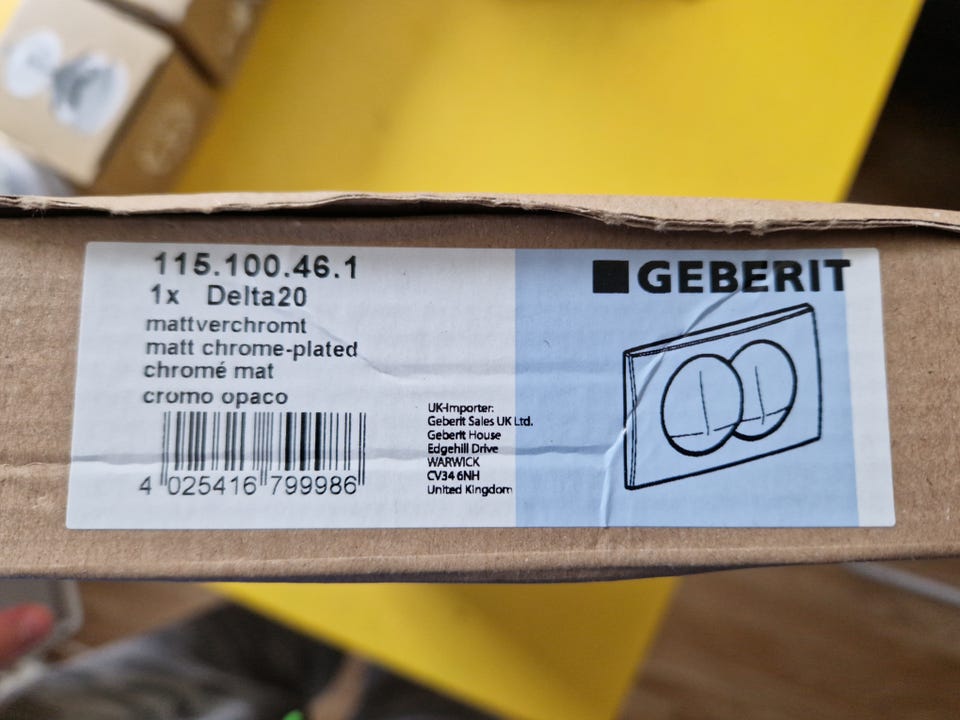 115.100.46.1
1x Delta20
mattverchromt
matt chrome-plated
chromé mat
cromo opaco
4 025416 799986
UK-Importer:
Geberit Sales UK Ltd.
Geberit House
Edgehill Drive
WARWICK
CV34 6NH
United Kingdom
GEBERIT